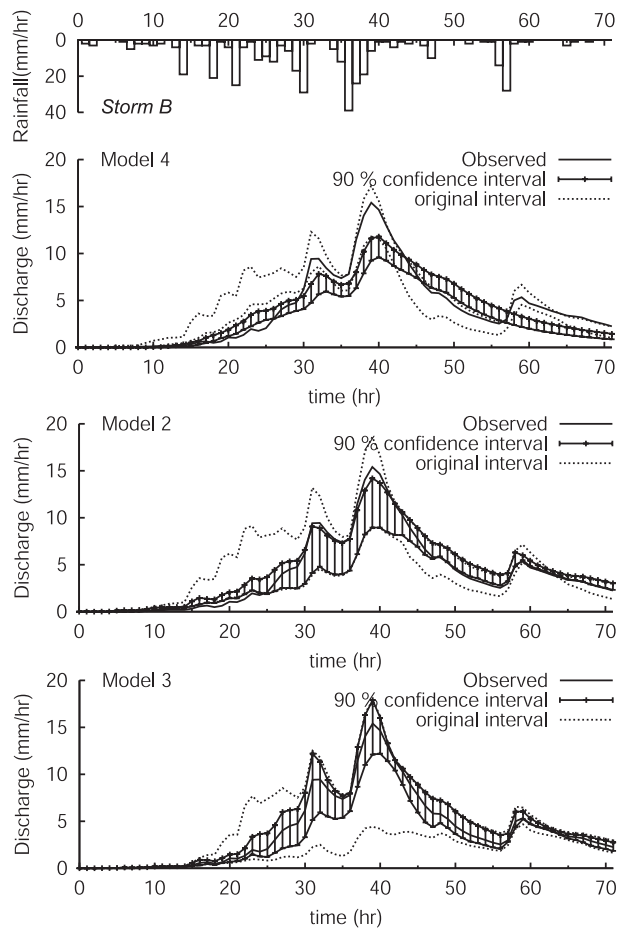 0 10 20 30 40 50 60 70
Rainfall(mm/hr)
0
20
40
Storm B
Model 4
Observed
90 % confidence interval
original interval
Discharge (mm/hr)
20
15
10
5
0
0 10 20 30 40 50 60 70
time (hr)
Model 2
Observed
90 % confidence interval
original interval
Discharge (mm/hr)
20
15
10
5
0
0 10 20 30 40 50 60 70
time (hr)
Model 3
Observed
90 % confidence interval
original interval
Discharge (mm/hr)
20
15
10
5
0
0 10 20 30 40 50 60 70
time (hr)